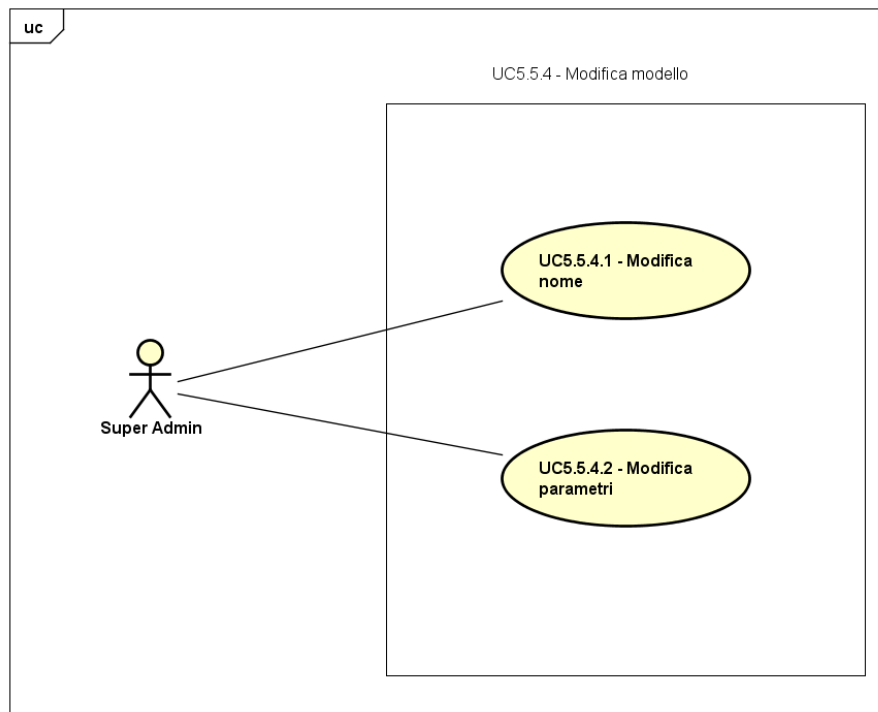 uc
UC5.5.4 - Modifica modello
UC5.5.4.1 - Modifica
nome
Super Admin
UC5.5.4.2 - Modifica
parametri